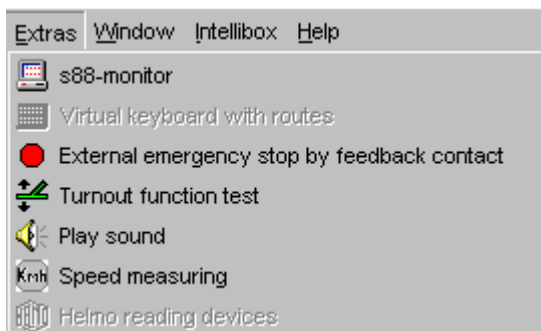 Extras Window Intellibox Help
s88-monitor
Virtual keyboard with routes
External emergency stop by feedback contact
Turnout function test
Play sound
Kmh Speed measuring
Helmo reading devices